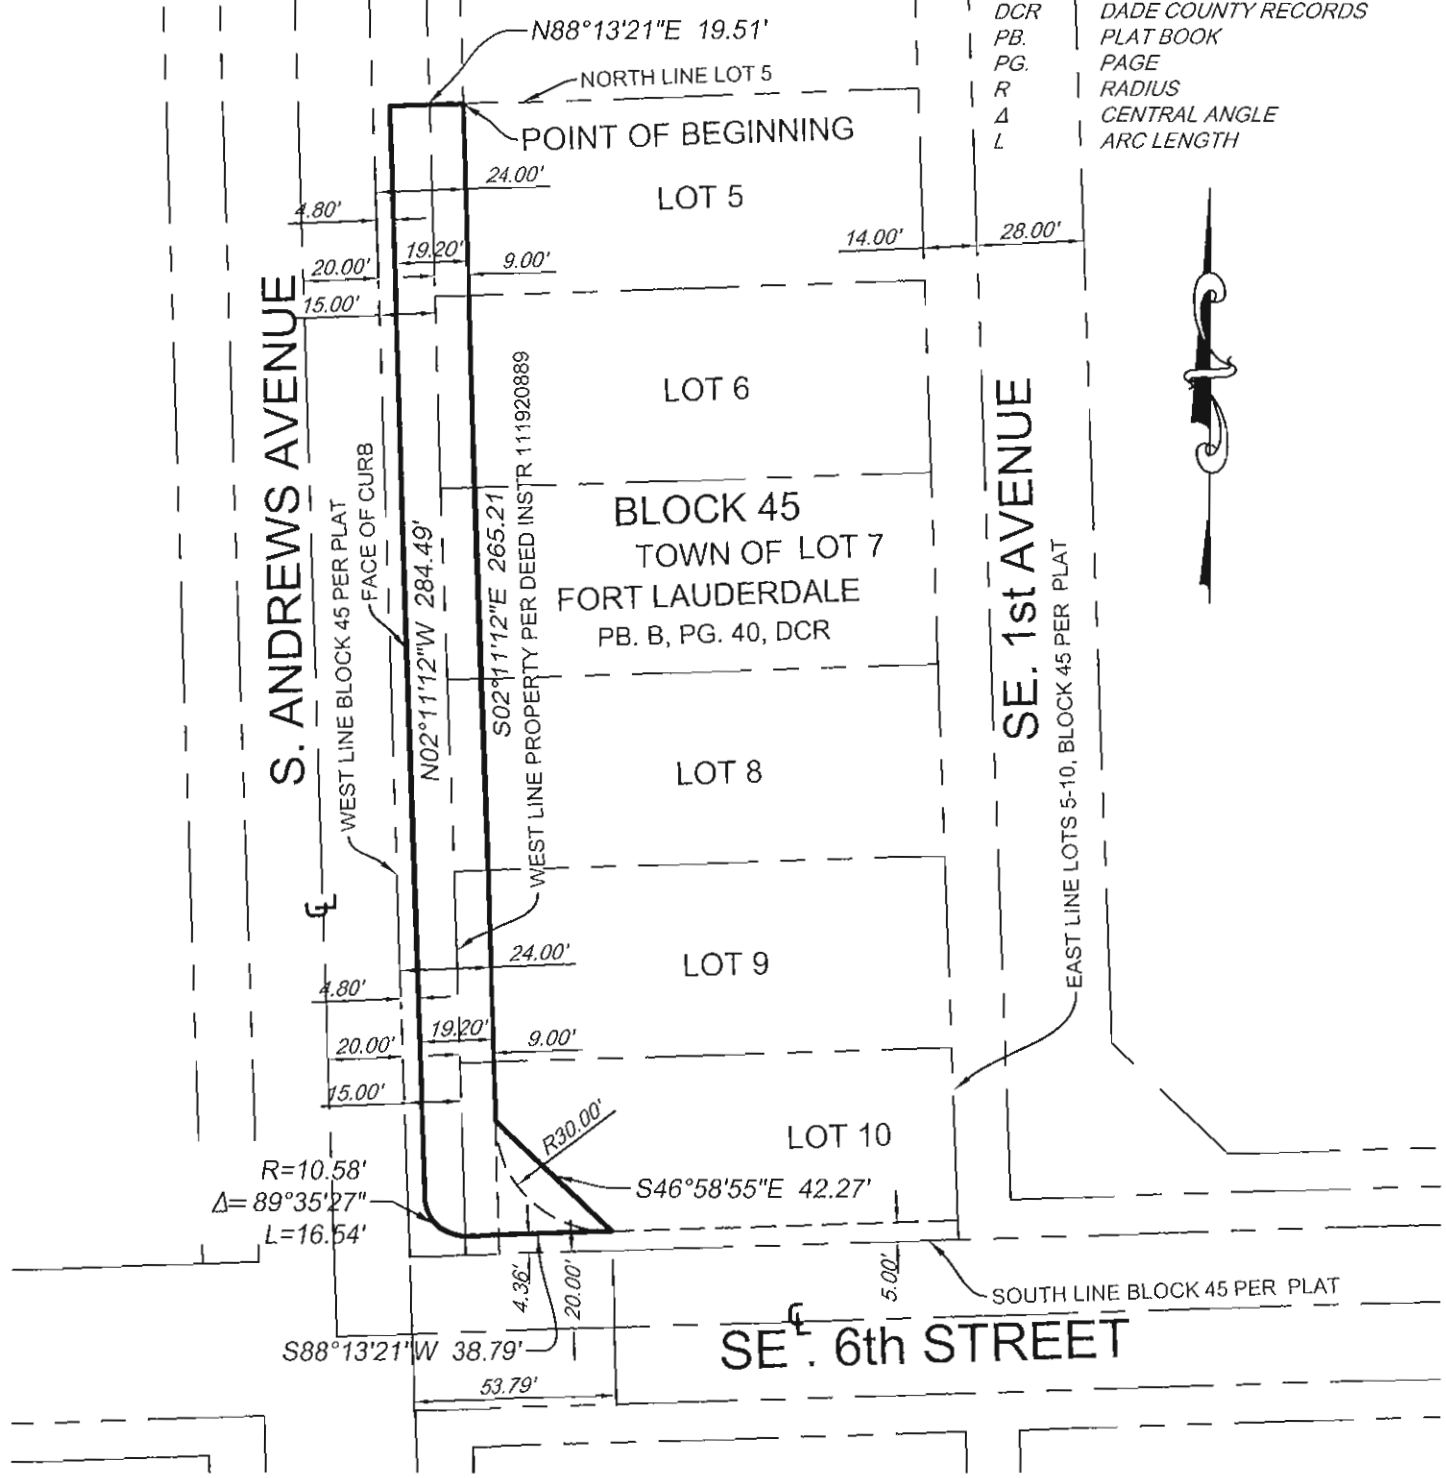 DCR DADE COUNTY RECORDS
PB. PLAT BOOK
PG. PAGE
R RADIUS
Δ CENTRAL ANGLE
L ARC LENGTH
N88°13'21"E 19.51'
NORTH LINE LOT 5
POINT OF BEGINNING
24.00'
LOT 5
4.80'
14.00'
28.00'
19.20'
9.00'
20.00'
15.00'
LOT 6
S. ANDREWS AVENUE
WEST LINE BLOCK 45 PER PLAT
FACE OF CURB
N02°11'12"W 284.49'
S02°11'12"E 265.21
WEST LINE PROPERTY PER DEED INSTR 111920889
BLOCK 45
TOWN OF LOT 7
FORT LAUDERDALE
PB. B, PG. 40, DCR
SE. 1st AVENUE
EAST LINE LOTS 5-10, BLOCK 45 PER PLAT
LOT 8
LOT 9
24.00'
4.80'
19.20'
9.00'
20.00'
15.00'
R30.00'
LOT 10
R=10.58'
Δ= 89°35'27"
L=16.54'
S46°58'55"E 42.27'
4.36'
20.00'
5.00'
SOUTH LINE BLOCK 45 PER PLAT
SE. 6th STREET
S88°13'21"W 38.79'
53.79'